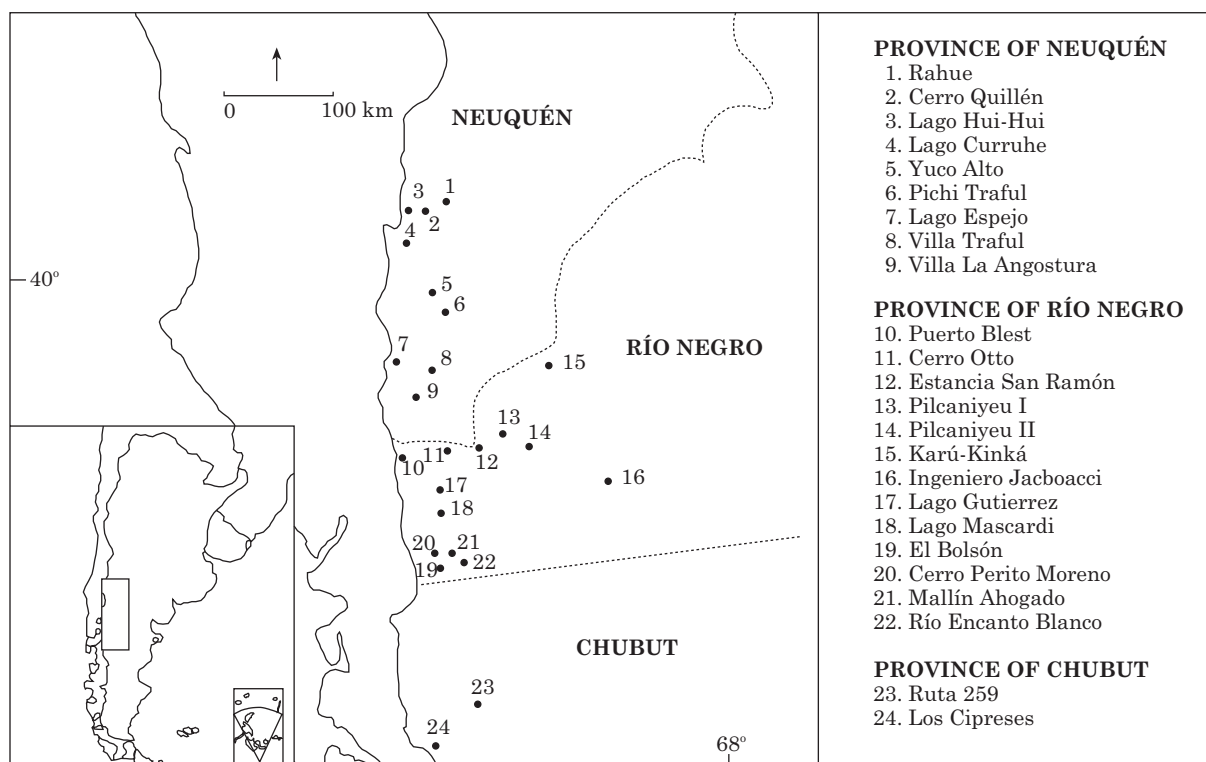 0 100 km
NEUQUÉN
3 1
2
4
40º
5
6
7
RÍO NEGRO
8
15
9
13
14
11
12
10
16
17
18
20 21
22
19
CHUBUT
23
24
68º
PROVINCE OF NEUQUÉN
1. Rahue
2. Cerro Quillén
3. Lago Hui-Hui
4. Lago Curruhe
5. Yuco Alto
6. Pichi Traful
7. Lago Espejo
8. Villa Traful
9. Villa La Angostura
PROVINCE OF RÍO NEGRO
10. Puerto Blest
11. Cerro Otto
12. Estancia San Ramón
13. Pilcaniyeu I
14. Pilcaniyeu II
15. Karú-Kinká
16. Ingeniero Jacboacci
17. Lago Gutierrez
18. Lago Mascardi
19. El Bolsón
20. Cerro Perito Moreno
21. Mallín Ahogado
22. Río Encanto Blanco
PROVINCE OF CHUBUT
23. Ruta 259
24. Los Cipreses